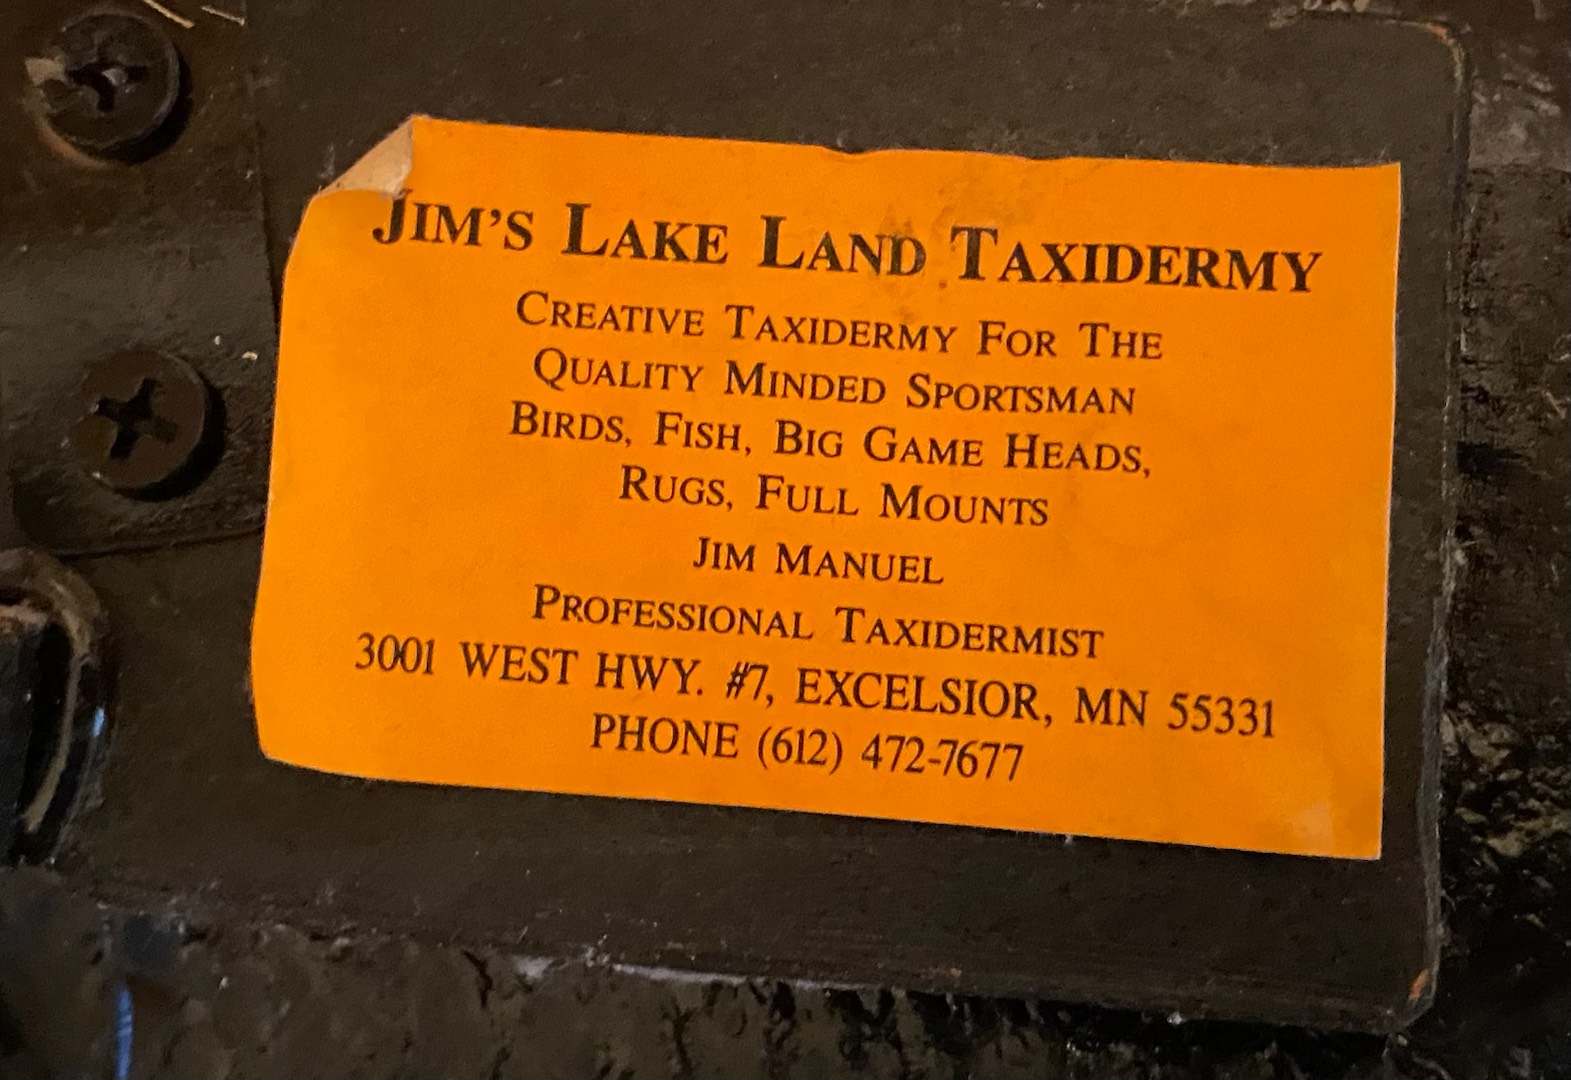 JIM'S LAKE LAND TAXIDERMY
CREATIVE TAXIDERMY FOR THE
QUALITY MINDED SPORTSMAN
BIRDS, FISH, BIG GAME HEADS,
RUGS, FULL MOUNTS
JIM MANUEL
PROFESSIONAL TAXIDERMIST
3001 WEST HWY. #7, EXCELSIOR, MN 55331
PHONE (612) 472-7677